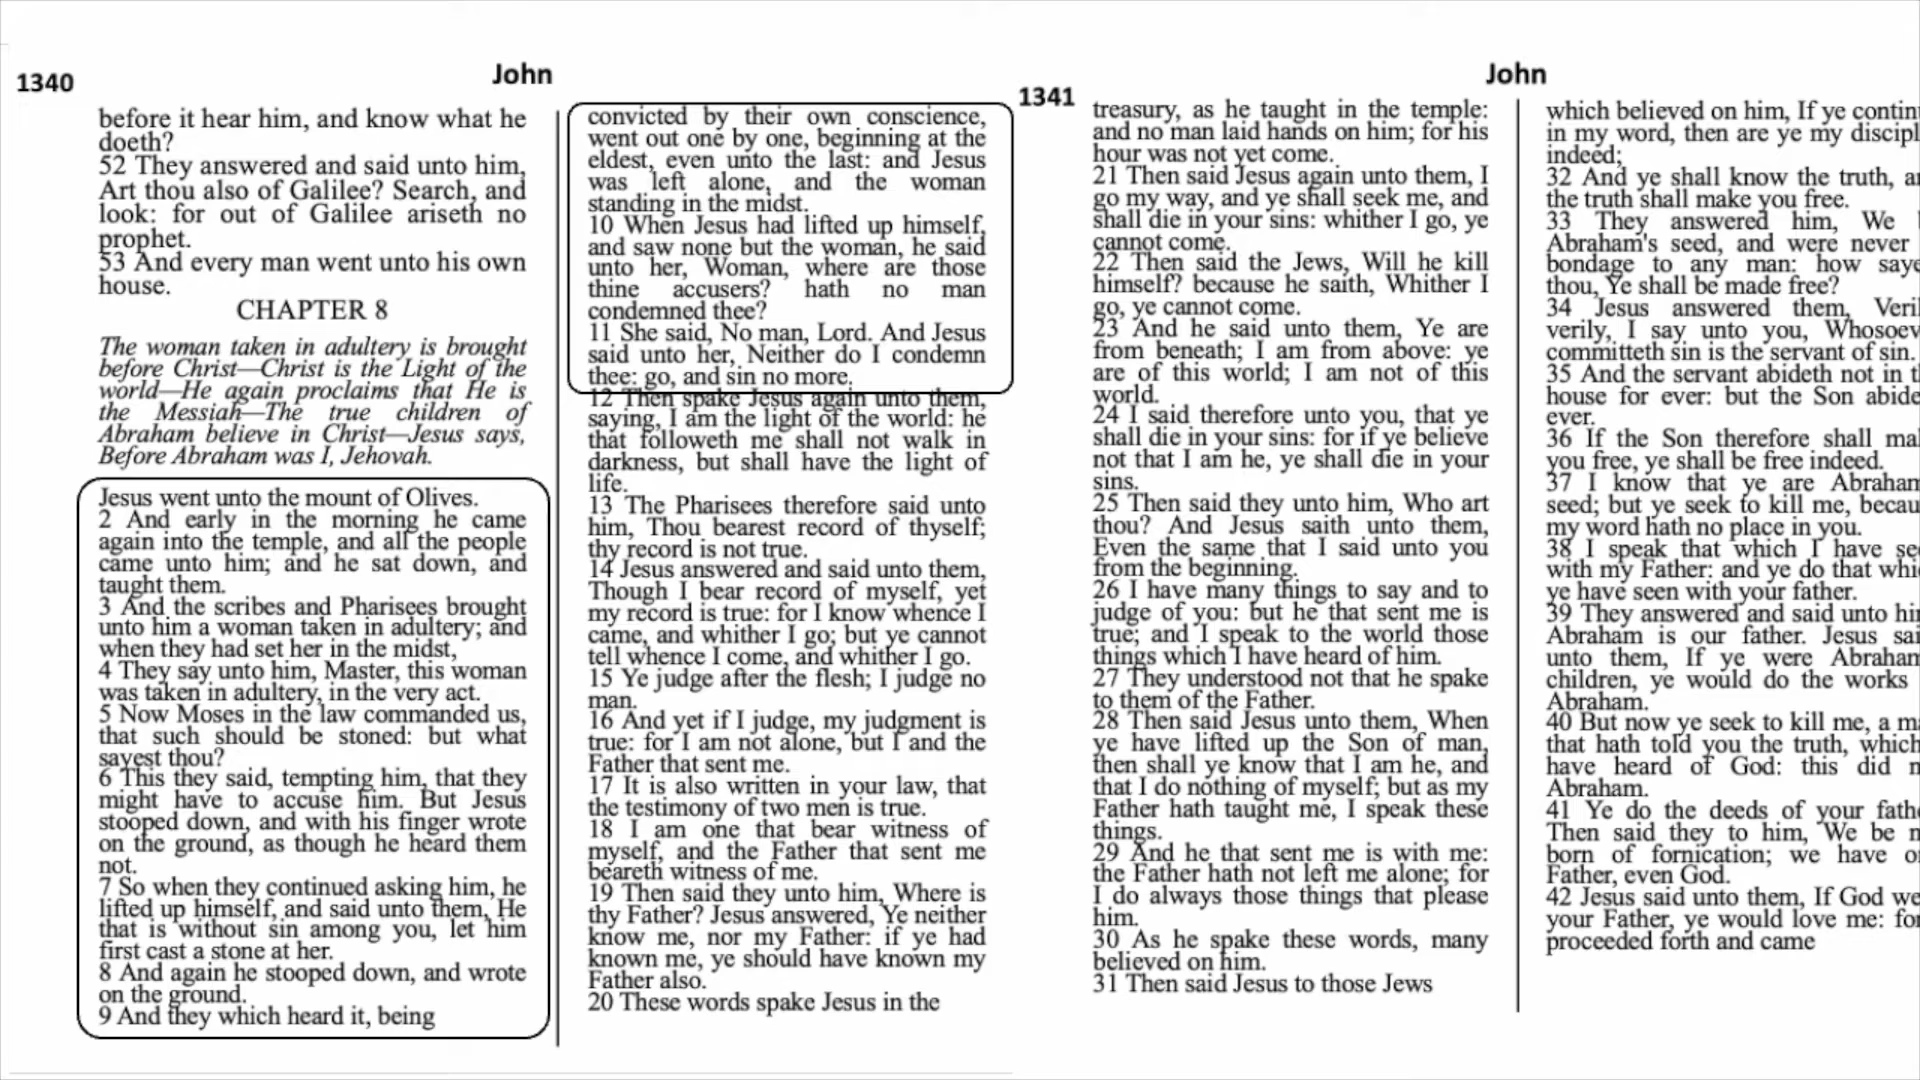 1340
John
before it hear him, and know what he
doeth?
52 They answered and said unto him,
Art thou also of Galilee? Search, and
look: for out of Galilee ariseth no
prophet.
53 And every man went unto his own
house.
CHAPTER 8
The woman taken in adultery is brought
before Christ—Christ is the Light of the
world—He again proclaims that He is
the Messiah—The true children of
Abraham believe in Christ—Jesus says,
Before Abraham was I, Jehovah.
Jesus went unto the mount of Olives.
2 And early in the morning he came
again into the temple, and all the people
came unto him; and he sat down, and
taught them.
3 And the scribes and Pharisees brought
unto him a woman taken in adultery; and
when they had set her in the midst,
4 They say unto him, Master, this woman
was taken in adultery, in the very act.
5 Now Moses in the law commanded us,
that such should be stoned: but what
sayest thou?
6 This they said, tempting him, that they
might have to accuse him. But Jesus
stooped down, and with his finger wrote
on the ground, as though he heard them
not.
7 So when they continued asking him, he
lifted up himself, and said unto them, He
that is without sin among you, let him
first cast a stone at her.
8 And again he stooped down, and wrote
on the ground.
9 And they which heard it, being
convicted by their own conscience,
went out one by one, beginning at the
eldest, even unto the last: and Jesus
was left alone, and the woman
standing in the midst.
10 When Jesus had lifted up himself,
and saw none but the woman, he said
unto her, Woman, where are those
thine accusers? hath no man
condemned thee?
11 She said, No man, Lord. And Jesus
said unto her, Neither do I condemn
thee: go, and sin no more.
12 Then spake Jesus again unto them,
saying, I am the light of the world: he
that followeth me shall not walk in
darkness, but shall have the light of
life.
13 The Pharisees therefore said unto
him, Thou bearest record of thyself;
thy record is not true.
14 Jesus answered and said unto them,
Though I bear record of myself, yet
my record is true: for I know whence I
came, and whither I go; but ye cannot
tell whence I come, and whither I go.
15 Ye judge after the flesh; I judge no
man.
16 And yet if I judge, my judgment is
true: for I am not alone, but I and the
Father that sent me.
17 It is also written in your law, that
the testimony of two men is true.
18 I am one that bear witness of
myself, and the Father that sent me
beareth witness of me.
19 Then said they unto him, Where is
thy Father? Jesus answered, Ye neither
know me, nor my Father: if ye had
known me, ye should have known my
Father also.
20 These words spake Jesus in the
1341
John
treasury, as he taught in the temple:
and no man laid hands on him; for his
hour was not yet come.
21 Then said Jesus again unto them, I
go my way, and ye shall seek me, and
shall die in your sins: whither I go, ye
cannot come.
22 Then said the Jews, Will he kill
himself? because he saith, Whither I
go, ye cannot come.
23 And he said unto them, Ye are
from beneath; I am from above: ye
are of this world; I am not of this
world.
24 I said therefore unto you, that ye
shall die in your sins: for if ye believe
not that I am he, ye shall die in your
sins.
25 Then said they unto him, Who art
thou? And Jesus saith unto them,
Even the same that I said unto you
from the beginning.
26 I have many things to say and to
judge of you: but he that sent me is
true; and I speak to the world those
things which I have heard of him.
27 They understood not that he spake
to them of the Father.
28 Then said Jesus unto them, When
ye have lifted up the Son of man,
then shall ye know that I am he, and
that I do nothing of myself; but as my
Father hath taught me, I speak these
things.
29 And he that sent me is with me:
the Father hath not left me alone; for
I do always those things that please
him.
30 As he spake these words, many
believed on him.
31 Then said Jesus to those Jews
which believed on him, If ye contin
in my word, then are ye my discipl
indeed;
32 And ye shall know the truth, a
the truth shall make you free.
33 They answered him, We
Abraham's seed, and were never
bondage to any man: how saye
thou, Ye shall be made free?
34 Jesus answered them, Veri
verily, I say unto you, Whosoev
committeth sin is the servant of sin.
35 And the servant abideth not in t
house for ever: but the Son abide
ever.
36 If the Son therefore shall ma
you free, ye shall be free indeed.
37 I know that ye are Abraham
seed; but ye seek to kill me, becau
my word hath no place in you.
38 I speak that which I have se
with my Father: and ye do that whi
ye have seen with your father.
39 They answered and said unto hi
Abraham is our father. Jesus sai
unto them, If ye were Abraham
children, ye would do the works
Abraham.
40 But now ye seek to kill me, a m
that hath told you the truth, which
have heard of God: this did n
Abraham.
41 Ye do the deeds of your fathe
Then said they to him, We be n
born of fornication; we have o
Father, even God.
42 Jesus said unto them, If God we
your Father, ye would love me: fo
proceeded forth and came